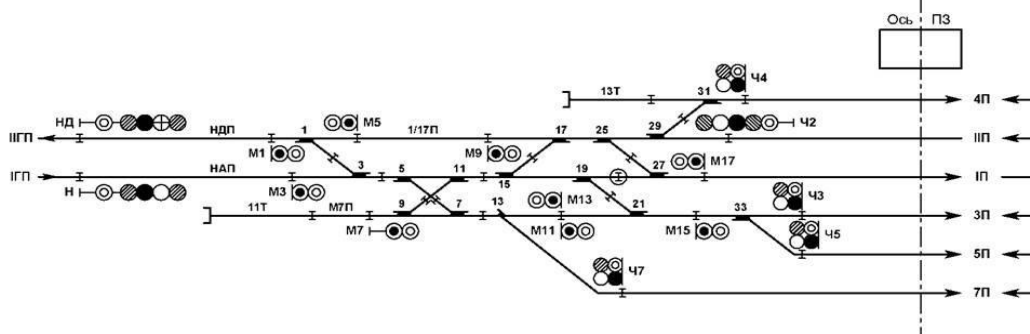 Ось ПЗ
Ч4
13Т
31
4П
НД
НДП
1
М5
1/17П
17
25
29
Ч2
IIГП
IIП
М1
М9
М17
IГП
НАП
3
5
11
15
19
27
IП
Н
М3
Ч3
11Т
М7П
9
7
13
М13
21
33
3П
М7
М11
М15
Ч5
5П
Ч7
7П